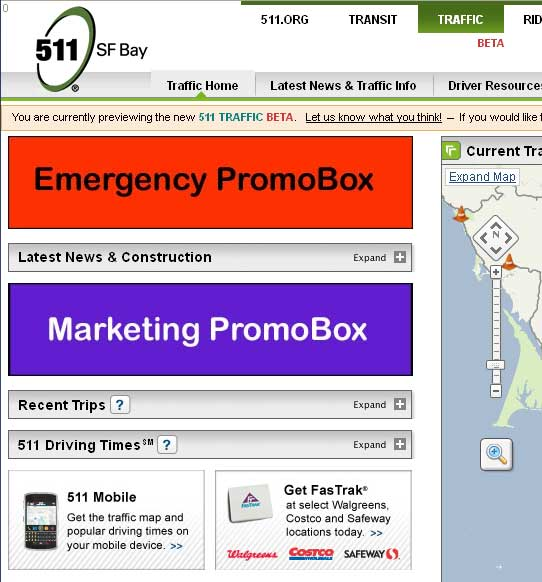 0
511 SF Bay
®
511.ORG TRANSIT TRAFFIC RID
BETA
Traffic Home Latest News & Traffic Info Driver Resources
You are currently previewing the new 511 TRAFFIC BETA. Let us know what you think! – If you would like t
Emergency PromoBox
Current Tra
Expand Map
N
Latest News & Construction Expand
Marketing PromoBox
Recent Trips ? Expand
511 Driving Times℠ ? Expand
511 Mobile
Get the traffic map and
popular driving times on
your mobile device. >>
FasTrak
Get FasTrak®
at select Walgreens,
Costco and Safeway
locations today. >>
Walgreens COSTCO WHOLESALE SAFEWAY